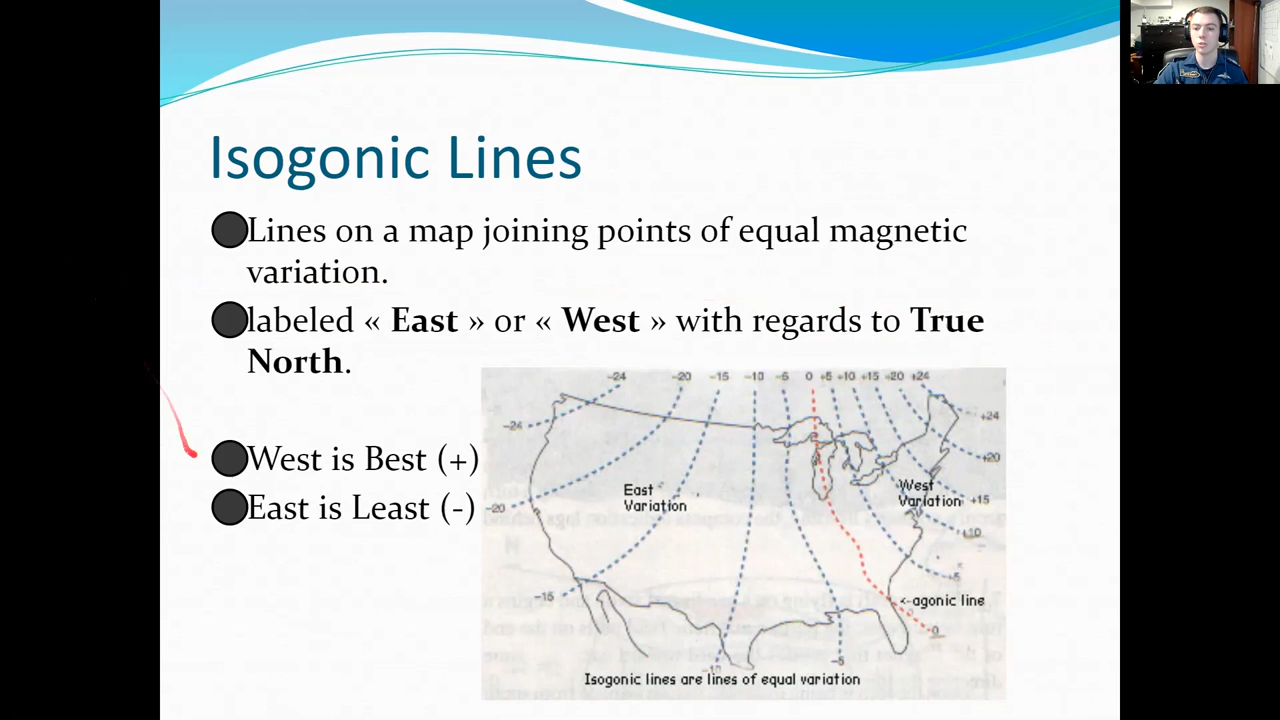 Isogonic Lines
Lines on a map joining points of equal magnetic
variation.
labeled « East » or « West » with regards to True
North.
West is Best (+)
East is Least (-)
-24 -20 -15 -10 -5 0 +5 +10 +15 +20 +24
-24
+24
+20
East
Variation
West
Variation
-20
+15
+10
+5
-15
<-agonic line
0
-10
-5
Isogonic lines are lines of equal variation